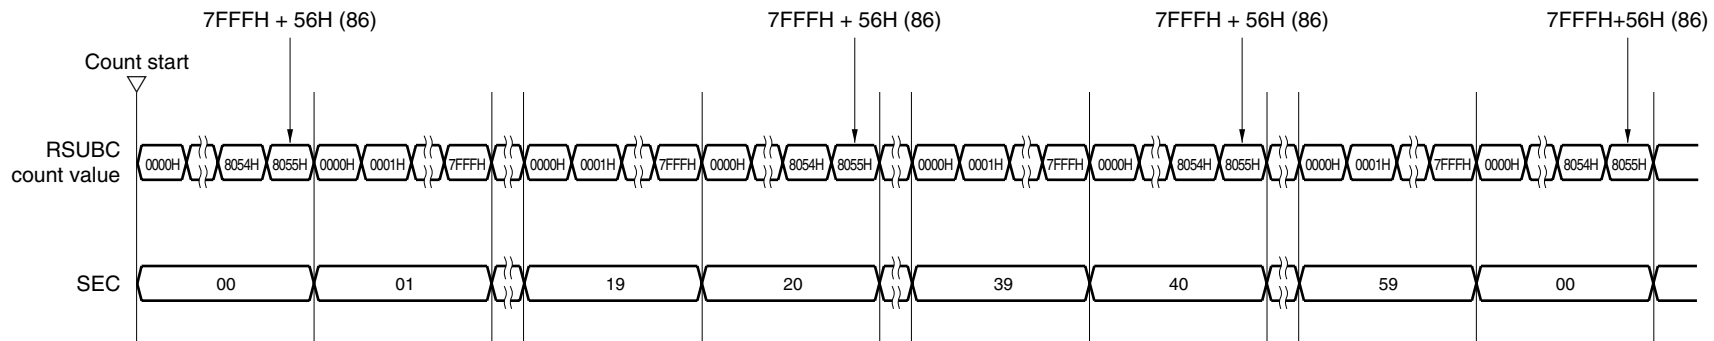 7FFFH + 56H (86) 7FFFH + 56H (86) 7FFFH + 56H (86) 7FFFH+56H (86)
Count start
RSUBC
count value
0000H 8054H 8055H 0000H 0001H 7FFFH 0000H 0001H 7FFFH 0000H 8054H 8055H 0000H 0001H 7FFFH 0000H 8054H 8055H 0000H 0001H 7FFFH 0000H 8054H 8055H
SEC 00 01 19 20 39 40 59 00